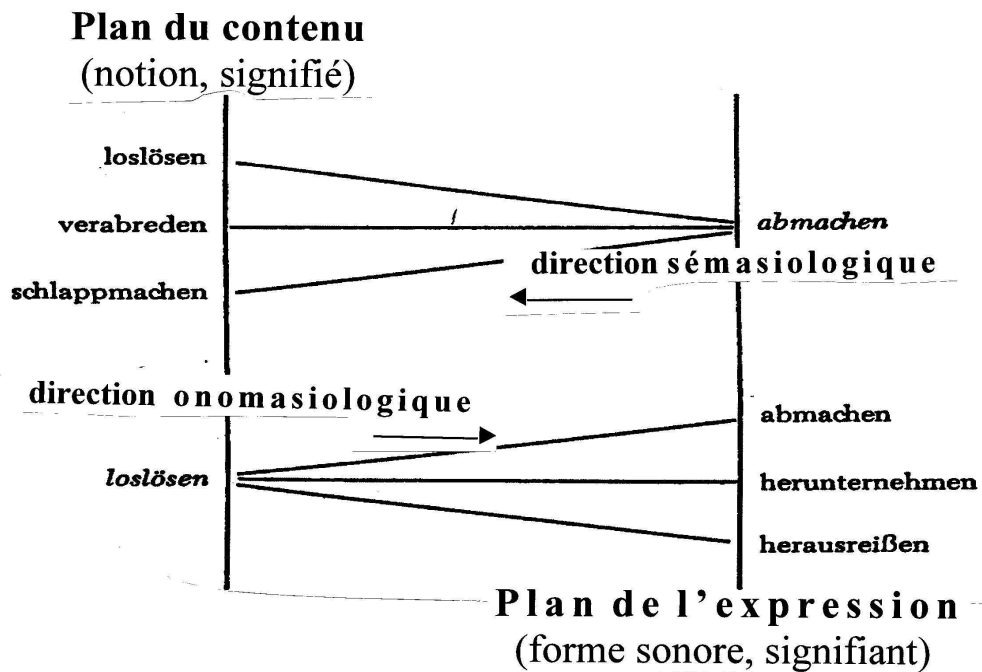 Plan du contenu
(notion, signifié)
loslösen
verabreden
abmachen
schlappmachen
direction sémasiologique
direction onomasiologique
abmachen
loslösen
herunternehmen
herausreißen
Plan de l'expression
(forme sonore, signifiant)